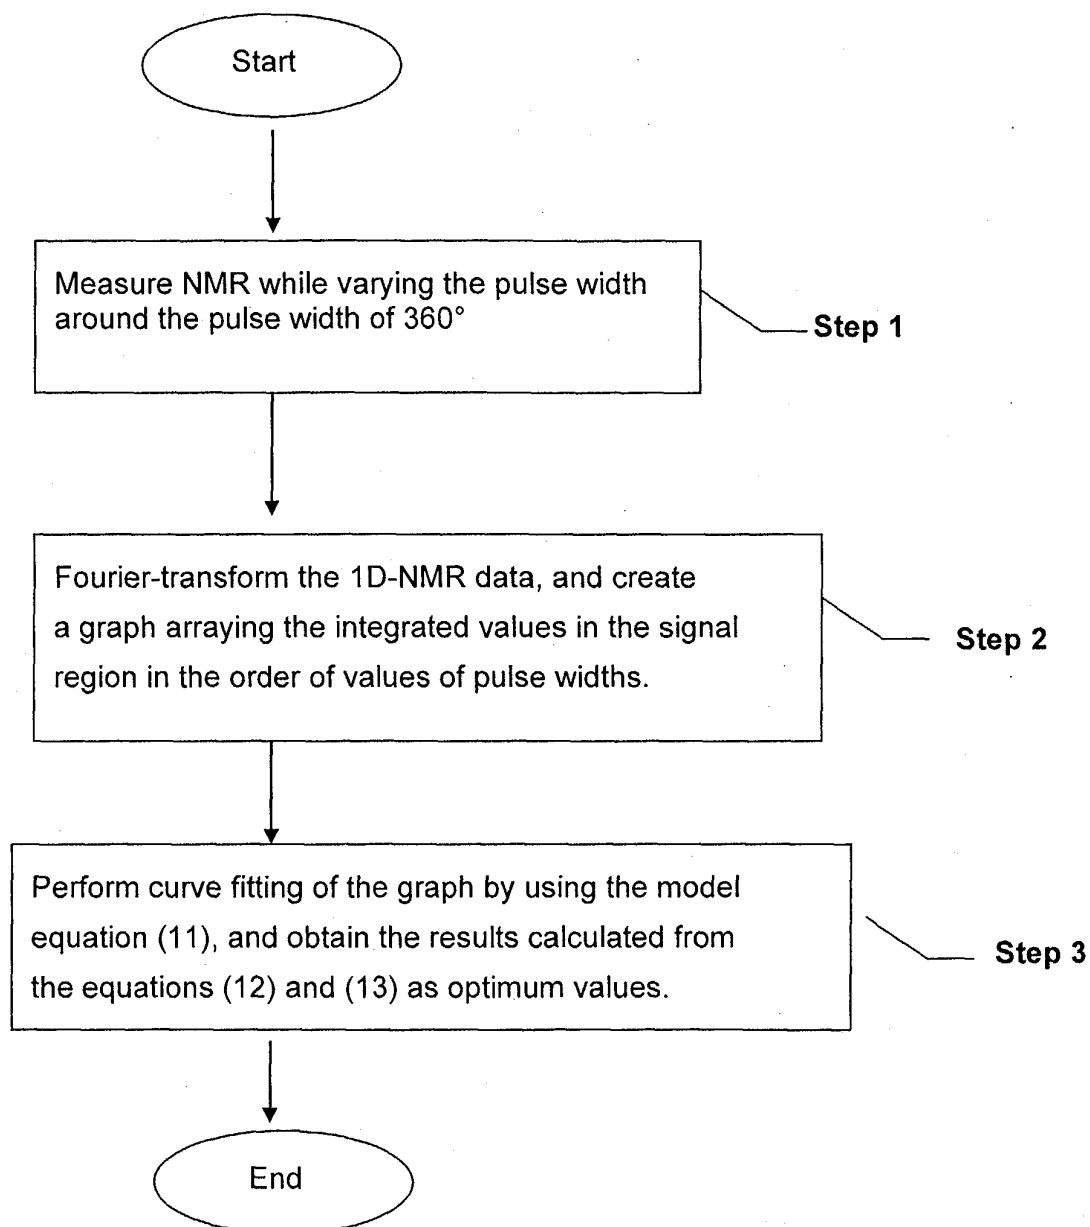 Start
Measure NMR while varying the pulse width
around the pulse width of 360°
Step 1
Fourier-transform the 1D-NMR data, and create
a graph arraying the integrated values in the signal
region in the order of values of pulse widths.
Step 2
Perform curve fitting of the graph by using the model
equation (11), and obtain the results calculated from
the equations (12) and (13) as optimum values.
Step 3
End